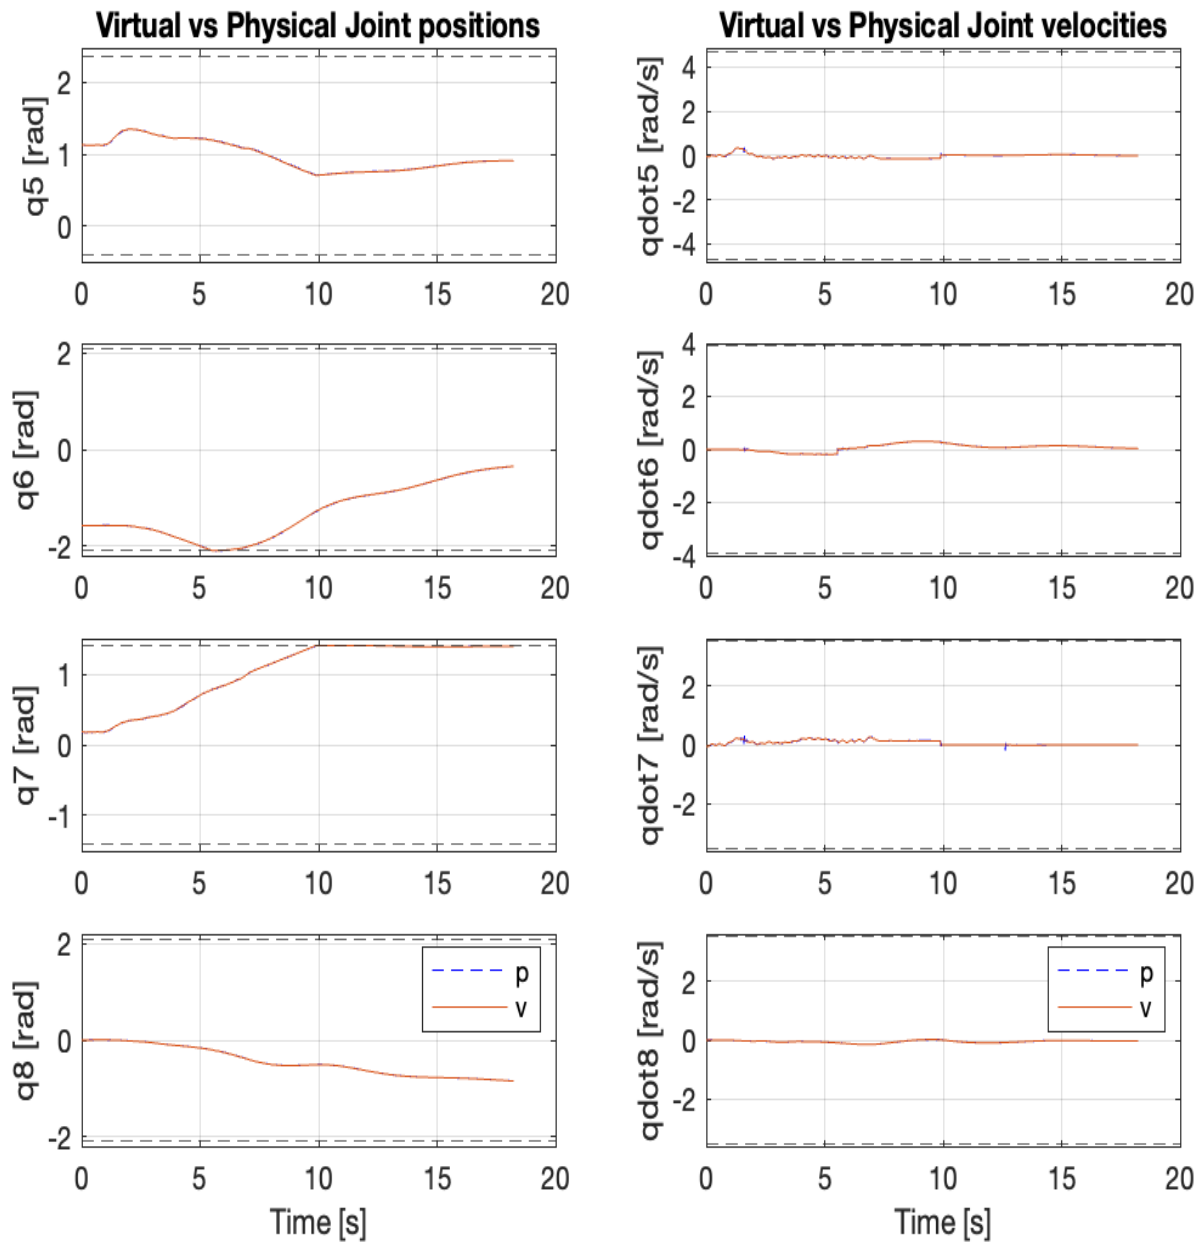 Virtual vs Physical Joint positions
q5 [rad]
2
1
0
0 5 10 15 20
Virtual vs Physical Joint velocities
qdot5 [rad/s]
4
2
0
-2
-4
0 5 10 15 20
q6 [rad]
2
0
-2
0 5 10 15 20
qdot6 [rad/s]
4
2
0
-2
-4
0 5 10 15 20
q7 [rad]
1
0
-1
0 5 10 15 20
qdot7 [rad/s]
2
0
-2
0 5 10 15 20
q8 [rad]
2
0
-2
p
v
0 5 10 15 20
Time [s]
qdot8 [rad/s]
2
0
-2
p
v
0 5 10 15 20
Time [s]